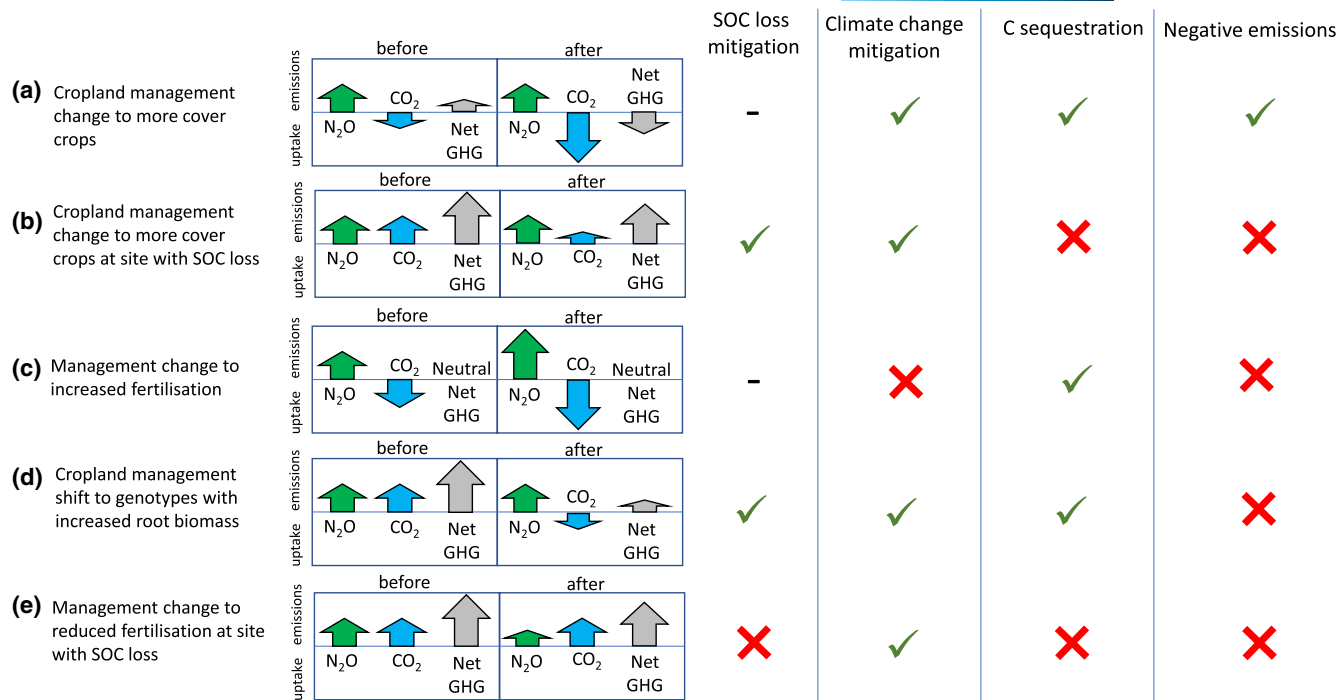 SOC loss
mitigation
Climate change
mitigation
C sequestration
Negative emissions
(a)
Cropland management
change to more cover
crops
before
after
emissions
uptake
N₂O
CO₂
Net
GHG
N₂O
CO₂
Net
GHG
-
(b)
Cropland management
change to more cover
crops at site with SOC loss
before
after
emissions
uptake
N₂O
CO₂
Net
GHG
N₂O
CO₂
Net
GHG
(c)
Management change to
increased fertilisation
before
after
emissions
uptake
N₂O
CO₂
Neutral
Net
GHG
N₂O
CO₂
Neutral
Net
GHG
-
(d)
Cropland management
shift to genotypes with
increased root biomass
before
after
emissions
uptake
N₂O
CO₂
Net
GHG
N₂O
CO₂
Net
GHG
(e)
Management change to
reduced fertilisation at site
with SOC loss
before
after
emissions
uptake
N₂O
CO₂
Net
GHG
N₂O
CO₂
Net
GHG